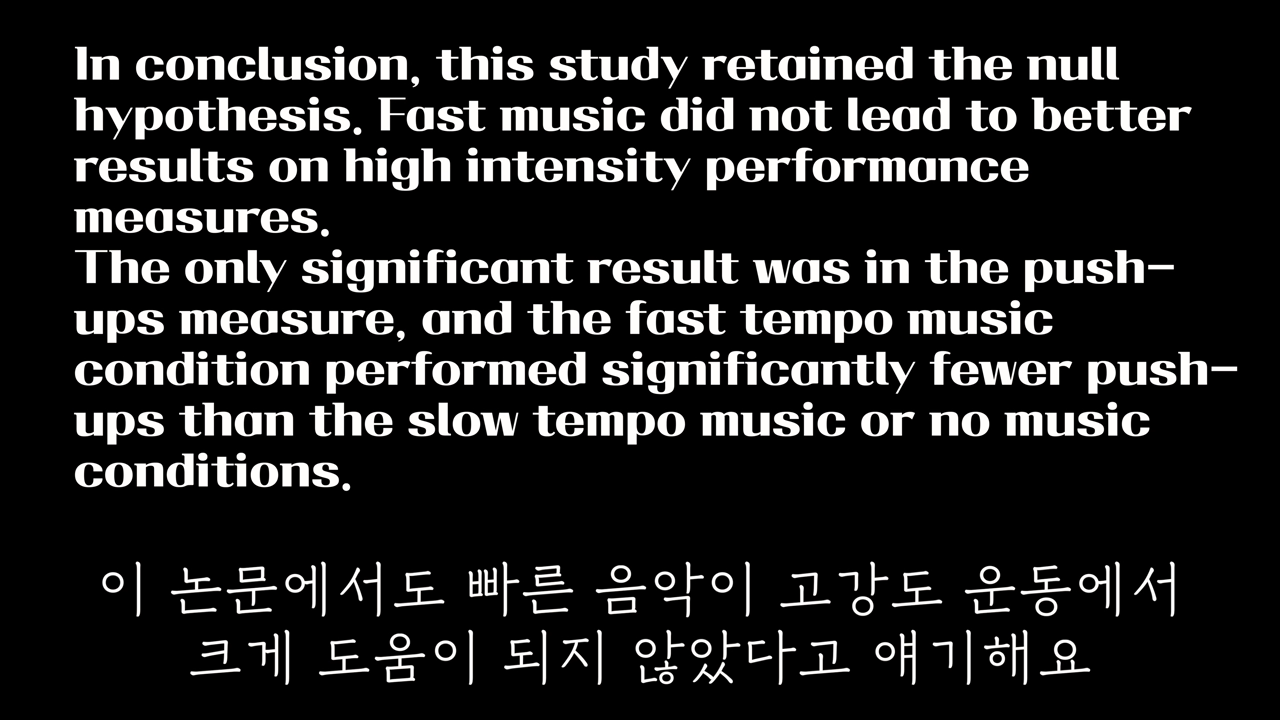 In conclusion, this study retained the null
hypothesis. Fast music did not lead to better
results on high intensity performance
measures.
The only significant result was in the push-
ups measure, and the fast tempo music
condition performed significantly fewer push-
ups than the slow tempo music or no music
conditions.
이 논문에서도 빠른 음악이 고강도 운동에서
크게 도움이 되지 않았다고 얘기해요